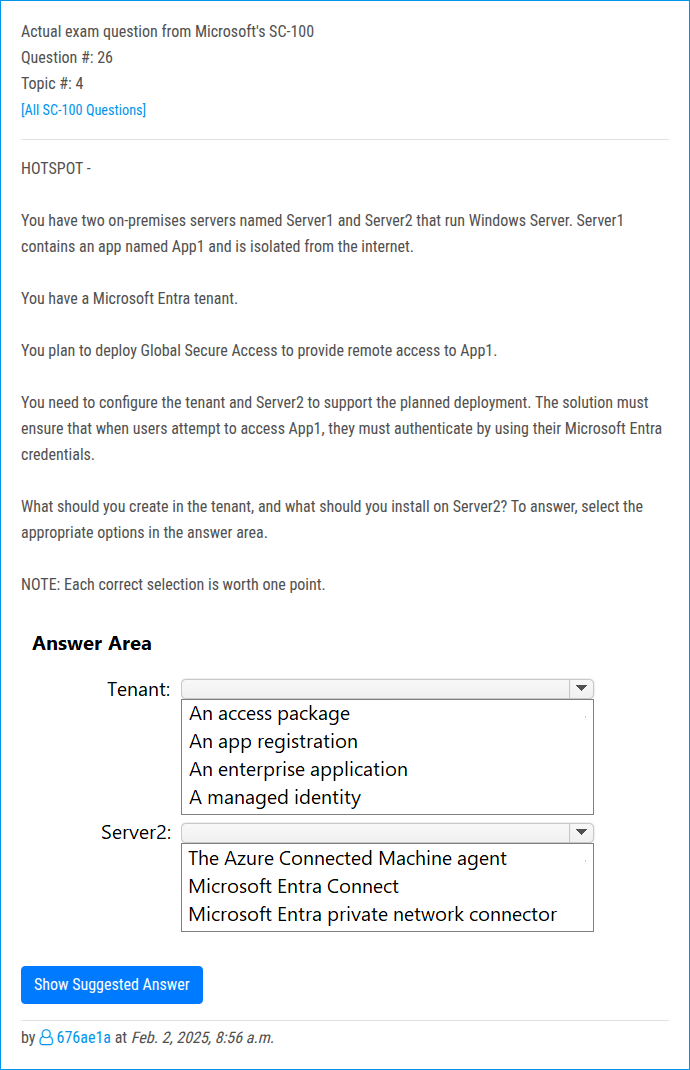 Actual exam question from Microsoft's SC-100
Question #: 26
Topic #: 4
[All SC-100 Questions]
HOTSPOT -
You have two on-premises servers named Server1 and Server2 that run Windows Server. Server1
contains an app named App1 and is isolated from the internet.
You have a Microsoft Entra tenant.
You plan to deploy Global Secure Access to provide remote access to App1.
You need to configure the tenant and Server2 to support the planned deployment. The solution must
ensure that when users attempt to access App1, they must authenticate by using their Microsoft Entra
credentials.
What should you create in the tenant, and what should you install on Server2? To answer, select the
appropriate options in the answer area.
NOTE: Each correct selection is worth one point.
Answer Area
Tenant:
An access package
An app registration
An enterprise application
A managed identity
Server2:
The Azure Connected Machine agent
Microsoft Entra Connect
Microsoft Entra private network connector
Show Suggested Answer
by 676ae1a at Feb. 2, 2025, 8:56 a.m.